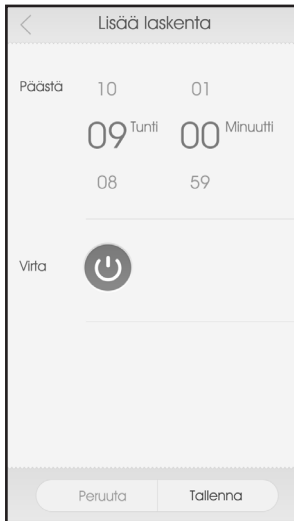 Lisää laskenta
Päästä
10 01
09 Tunti 00 Minuutti
08 59
Virta
Peruuta Tallenna